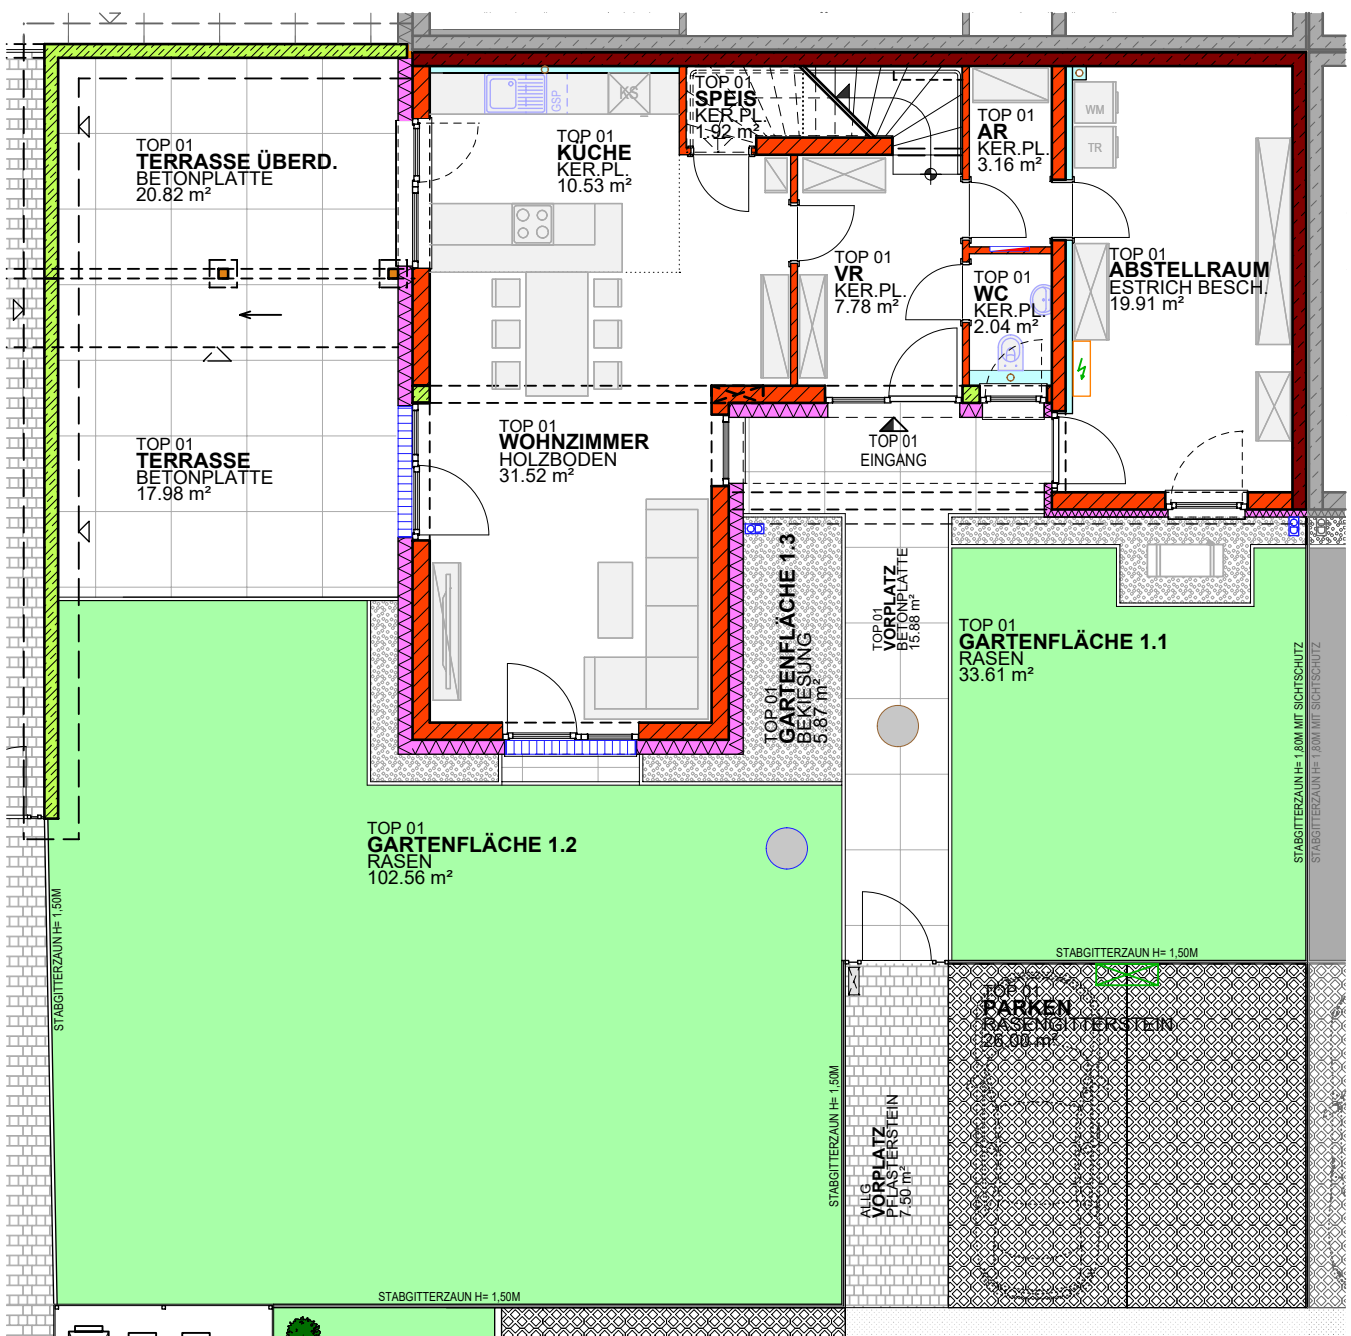 TOP 01
TERRASSE ÜBERD.
BETONPLATTE
20.82 m²
TOP 01
KÜCHE
KER.PL.
10.53 m²
GSP
KS
TOP 01
SPEIS
KER.PL.
1.92 m²
TOP 01
AR
KER.PL.
3.16 m²
WM
TR
TOP 01
VR
KER.PL.
7.78 m²
TOP 01
WC
KER.PL.
2.04 m²
TOP 01
ABSTELLRAUM
ESTRICH BESCH.
19.91 m²
TOP 01
TERRASSE
BETONPLATTE
17.98 m²
TOP 01
WOHNZIMMER
HOLZBODEN
31.52 m²
TOP 01
EINGANG
TOP 01
GARTENFLÄCHE 1.3
BEKIESUNG
5.87 m²
TOP 01
VORPLATZ
BETONPLATTE
15.88 m²
TOP 01
GARTENFLÄCHE 1.1
RASEN
33.61 m²
STABGITTERZAUN H= 1,80M MIT SICHTSCHUTZ
STABGITTERZAUN H= 1,80M MIT SICHTSCHUTZ
TOP 01
GARTENFLÄCHE 1.2
RASEN
102.56 m²
STABGITTERZAUN H= 1,50M
STABGITTERZAUN H= 1,50M
TOP 01
PARKEN
RASENGITTERSTEIN
26.00 m²
STABGITTERZAUN H= 1,50M
ALLG
VORPLATZ
PFLASTERSTEIN
7.50 m²
STABGITTERZAUN H= 1,50M